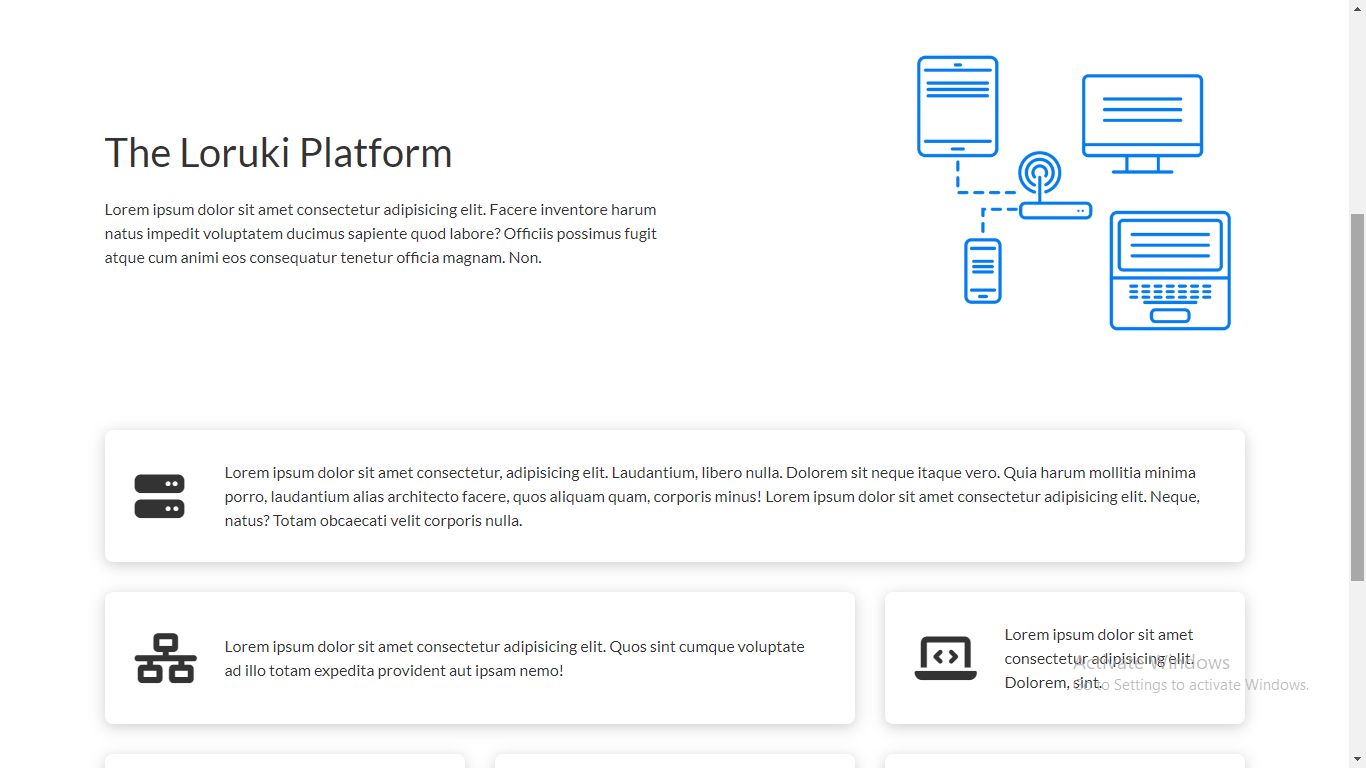 The Loruki Platform
Lorem ipsum dolor sit amet consectetur adipisicing elit. Facere inventore harum
natus impedit voluptatem ducimus sapiente quod labore? Officiis possimus fugit
atque cum animi eos consequatur tenetur officia magnam. Non.
Lorem ipsum dolor sit amet consectetur, adipisicing elit. Laudantium, libero nulla. Dolorem sit neque itaque vero. Quia harum mollitia minima
porro, laudantium alias architecto facere, quos aliquam quam, corporis minus! Lorem ipsum dolor sit amet consectetur adipisicing elit. Neque,
natus? Totam obcaecati velit corporis nulla.
Lorem ipsum dolor sit amet consectetur adipisicing elit. Quos sint cumque voluptate
ad illo totam expedita provident aut ipsam nemo!
Lorem ipsum dolor sit amet
consectetur adipisicing elit.
Dolorem, sint.
Activate Windows
Go to Settings to activate Windows.